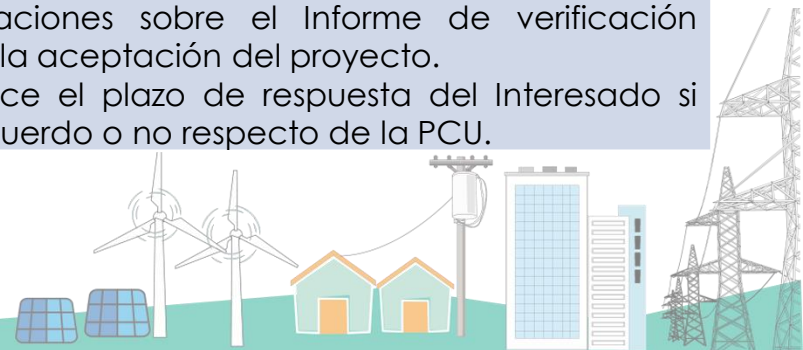 aciones sobre el Informe de verificación
la aceptación del proyecto.
ce el plazo de respuesta del Interesado si
uerdo o no respecto de la PCU.